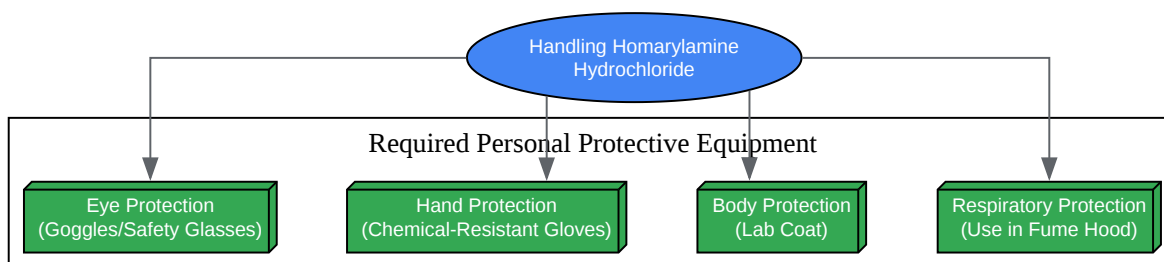 Handling Homarylamine
Hydrochloride
Required Personal Protective Equipment
Eye Protection
(Goggles/Safety Glasses)
Hand Protection
(Chemical-Resistant Gloves)
Body Protection
(Lab Coat)
Respiratory Protection
(Use in Fume Hood)